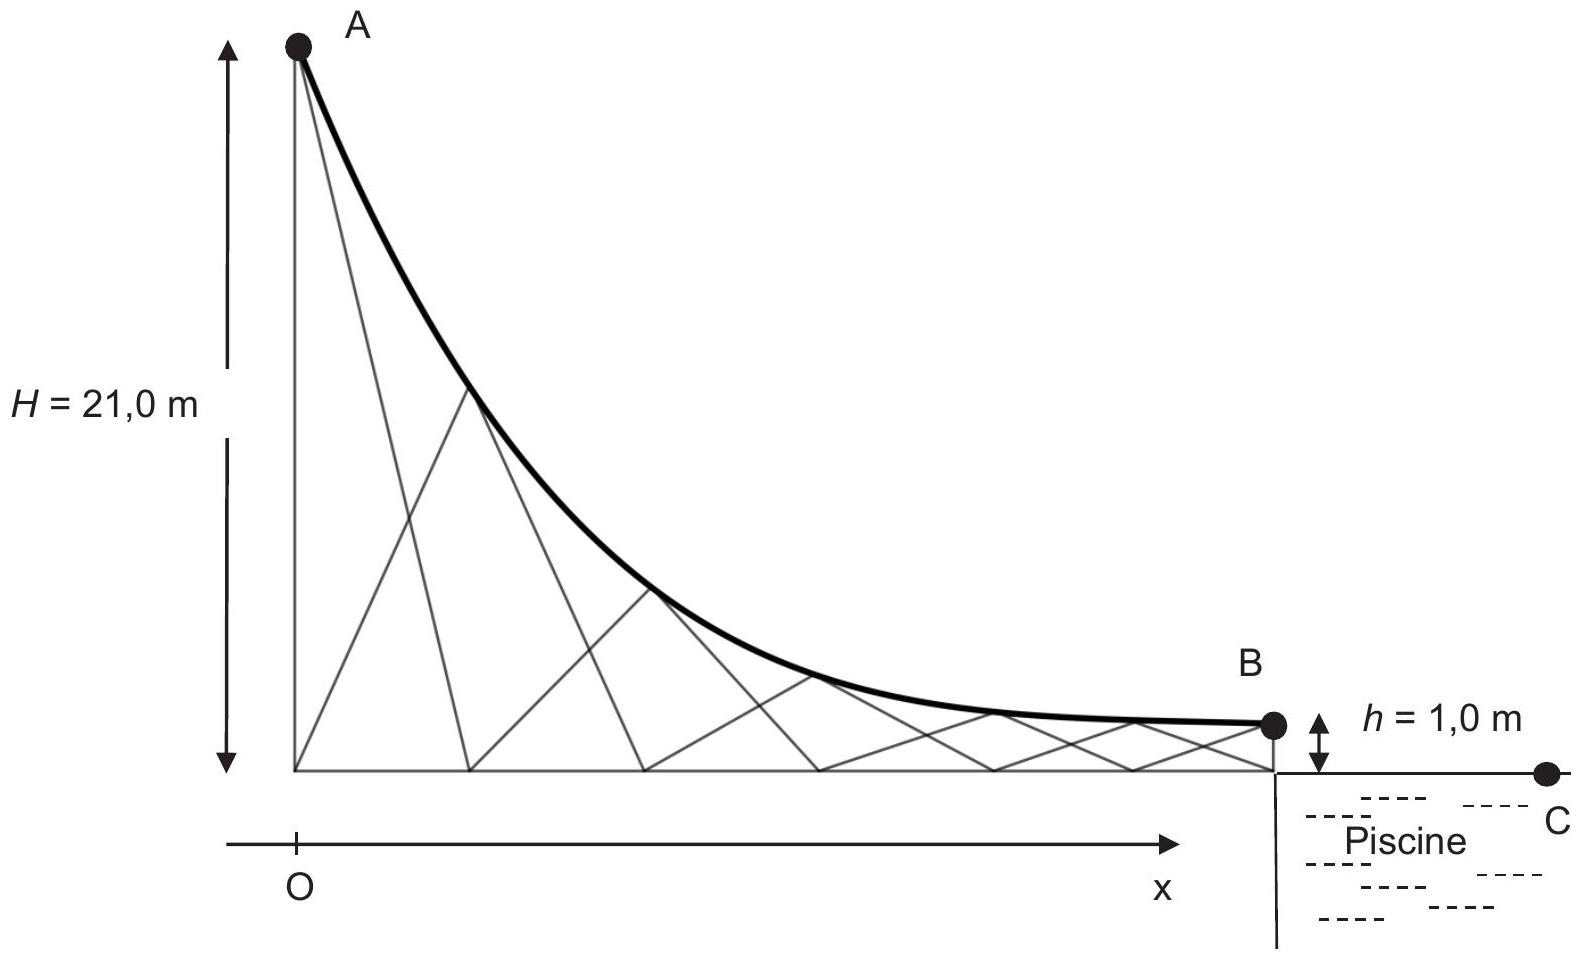 A
H = 21,0 m
B
h = 1,0 m
C
Piscine
O
x